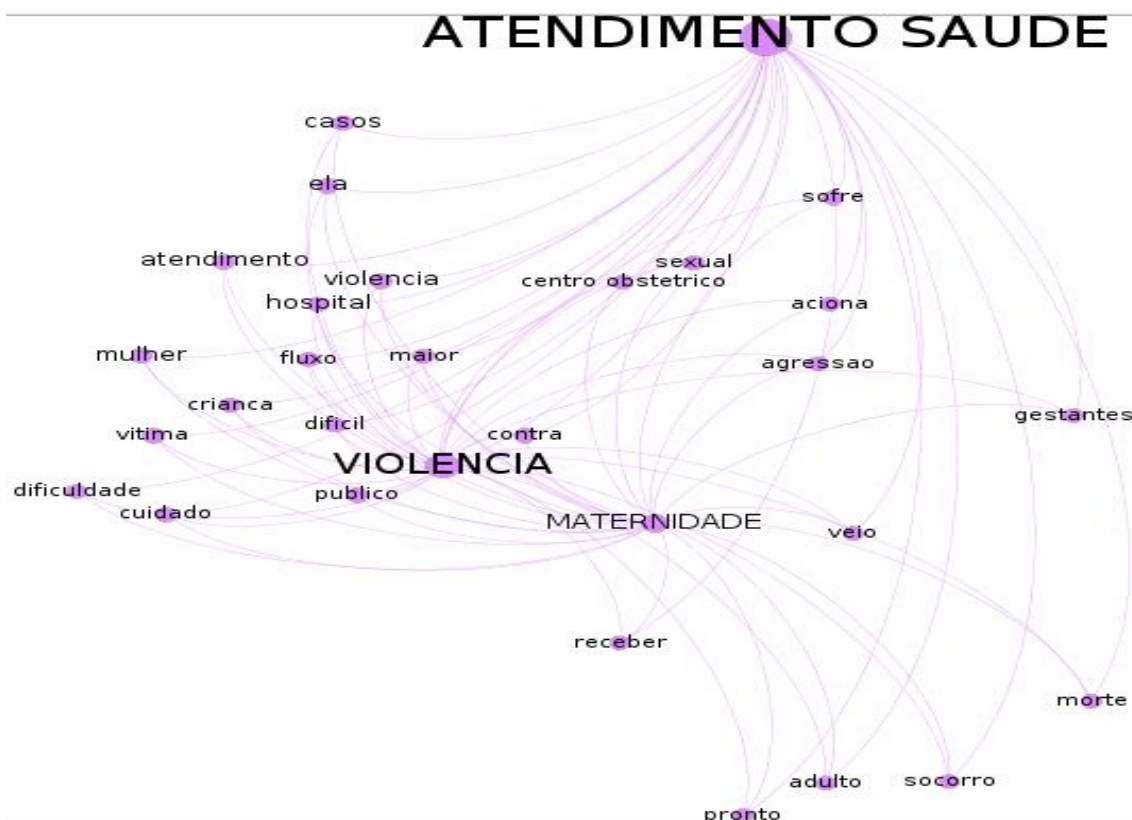 ATENDIMENTO SAUDE
casos
ela
sofre
atendimento
sexual
violencia
centro obstetrico
hospital
aciona
mulher
fluxo
maior
agressao
crianca
gestantes
dificil
vitima
contra
VIOLENCIA
dificuldade
publico
cuidado
MATERNIDADE
veio
receber
morte
adulto
socorro
pronto